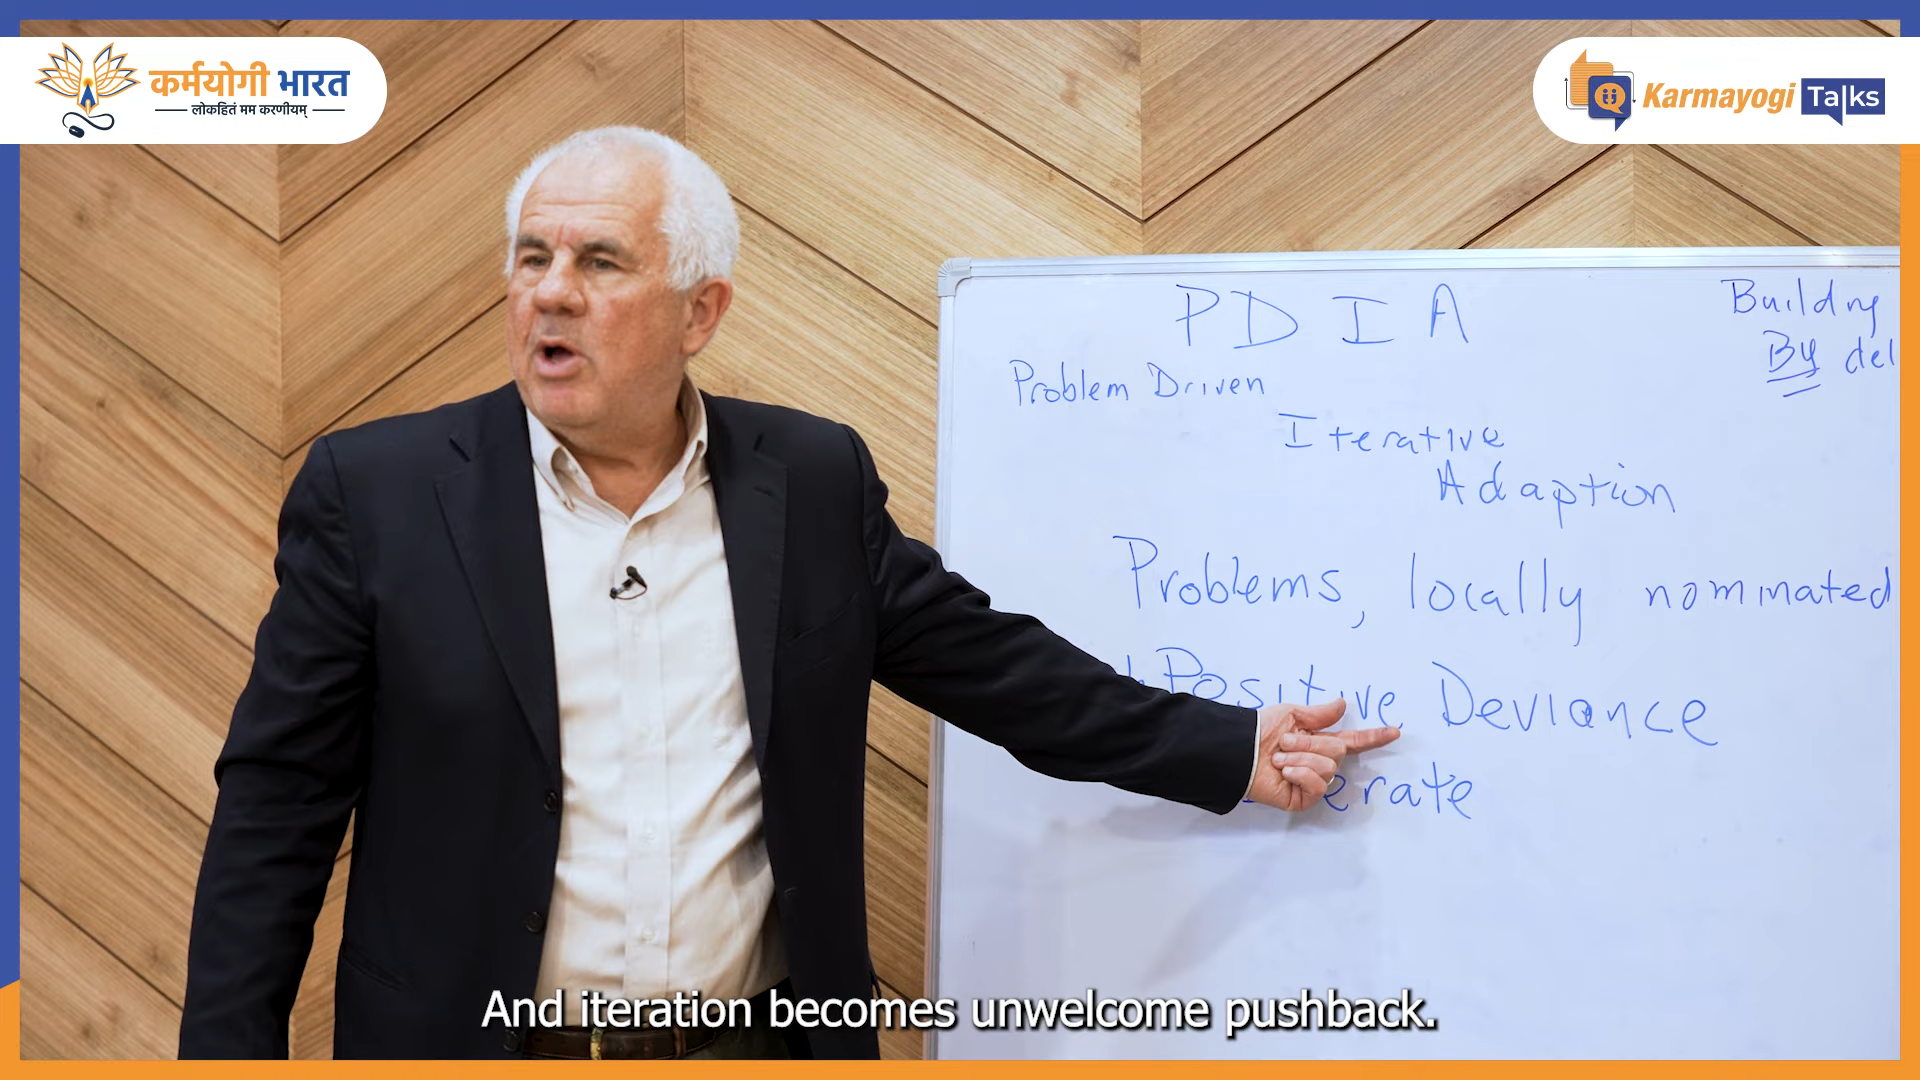 कर्मयोगी भारत
लोकहितं मम करणीयम्
Karmayogi Talks
P D I A
Building
By del
Problem Driven
Iterative
Adaption
Problems, locally nominated
Positive Deviance
erate
And iteration becomes unwelcome pushback.